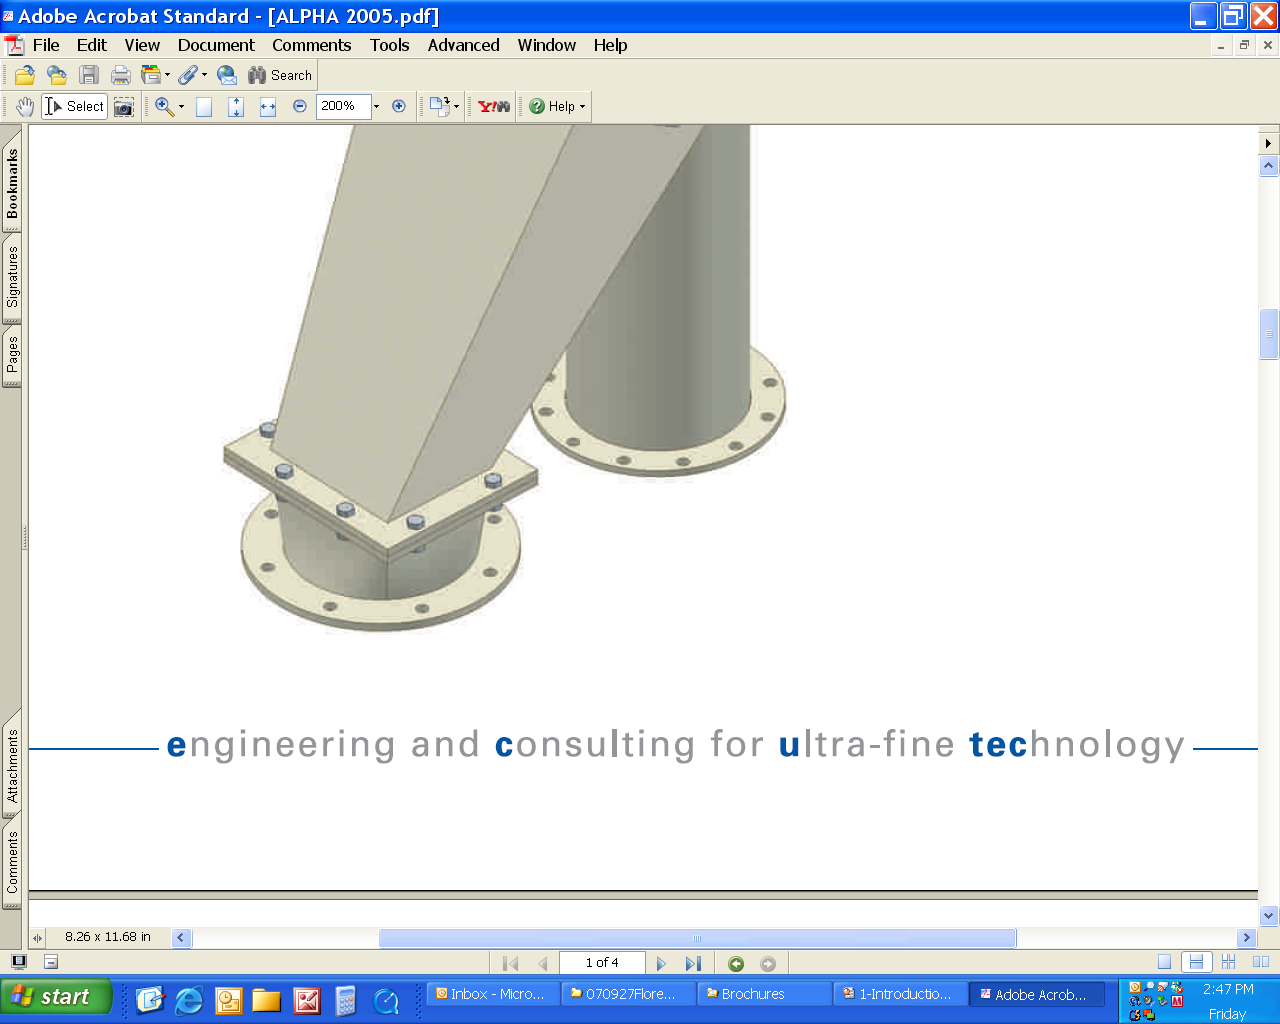 Adobe Acrobat Standard - [ALPHA 2005.pdf]
File Edit View Document Comments Tools Advanced Window Help
Search
Select 200% Y! Help
Bookmarks
Signatures
Pages
Attachments
Comments
engineering and consulting for ultra-fine technology
8.26 x 11.68 in
1 of 4
start Inbox - Micro... 070927Flore... Brochures 1-Introductio... Adobe Acrob... 2:47 PM
Friday